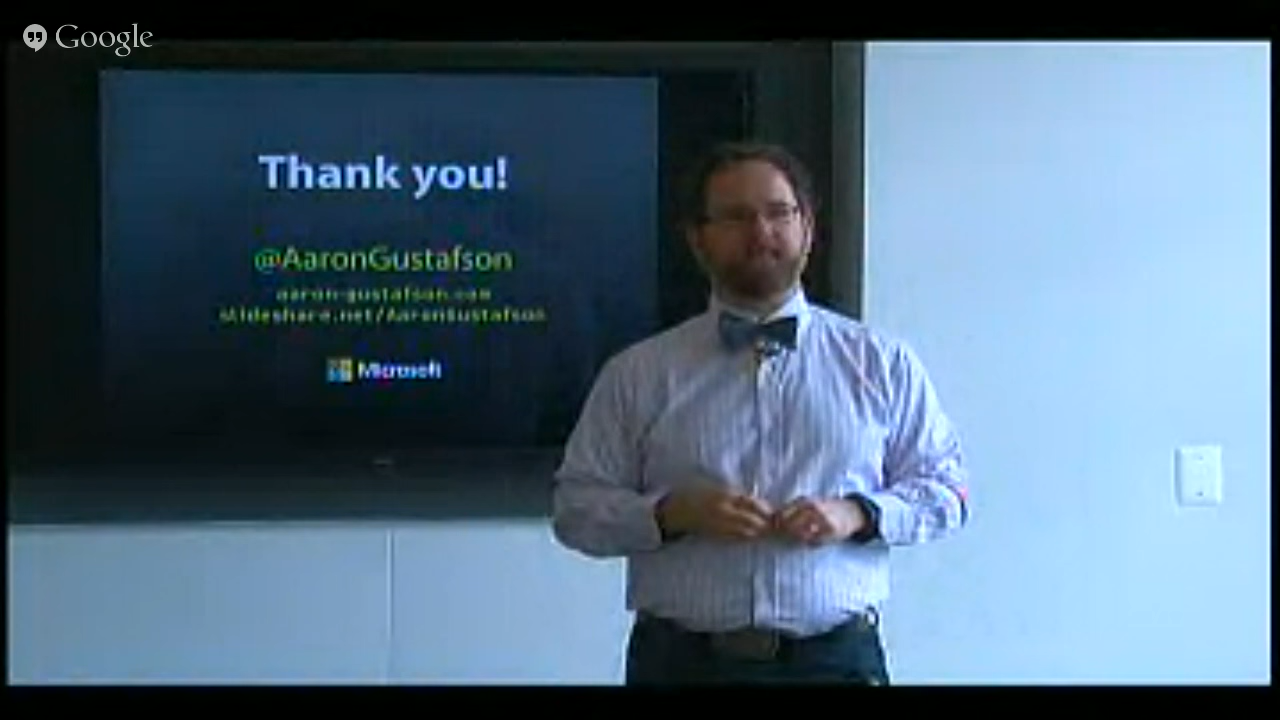 Google
Thank you!
@AaronGustafson
aaron-gustafson.com
slideshare.net/AaronGustafson
Microsoft